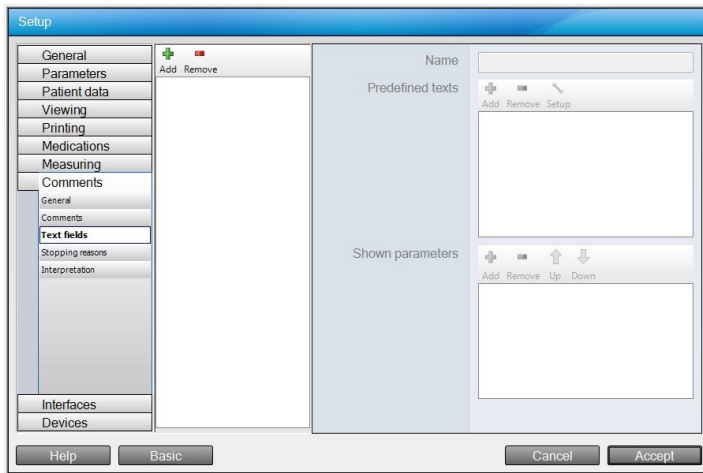 Setup
General
Parameters
Patient data
Viewing
Printing
Medications
Measuring
Comments
General
Comments
Text fields
Stopping reasons
Interpretation
Interfaces
Devices
Add Remove
Name
Predefined texts
Add Remove Setup
Shown parameters
Add Remove Up Down
Help Basic Cancel Accept